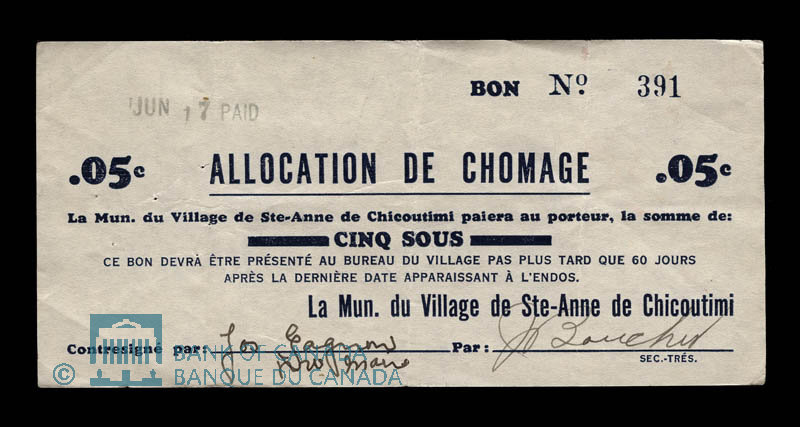 BON Nº 391
JUN 17 PAID
.05c ALLOCATION DE CHOMAGE .05c
La Mun. du Village de Ste-Anne de Chicoutimi paiera au porteur, la somme de:
CINQ SOUS
CE BON DEVRA ÊTRE PRÉSENTÉ AU BUREAU DU VILLAGE PAS PLUS TARD QUE 60 JOURS
APRÈS LA DERNIÈRE DATE APPARAISSANT À L'ENDOS.
La Mun. du Village de Ste-Anne de Chicoutimi
Contresigné par: Jos Gagnon Par:
maire
SEC.-TRÉS.
BANK OF CANADA
© BANQUE DU CANADA